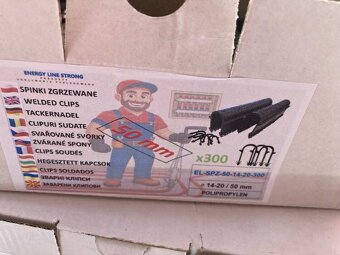 ENERGY LINE STRONG
SPINKI ZGRZEWANE
WELDED CLIPS
TACKERNADEL
CLIPURI SUDATE
SVAŘOVANÉ SVORKY
ZVÁRANÉ SPONY
CLIPS SOUDÉS
HEGESZTETT KAPCSOK
CLIPS SOLDADOS
ЗВАРНІ КЛІПСИ
ЗАВАРЕНИ КЛИПОВИ
50 mm
x300
EL-SPZ-50-14-20-300
14-20 / 50 mm
POLIPROPYLEN